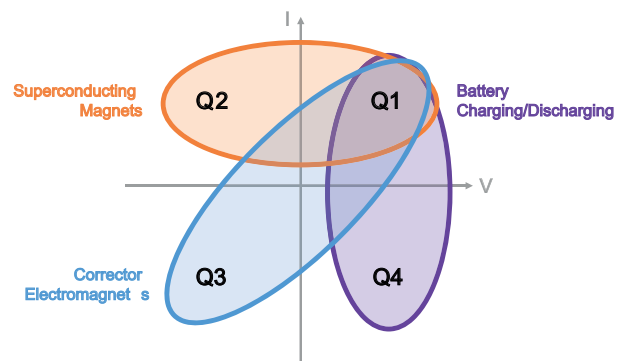 I
Superconducting
Magnets
Q2
Q1
Battery
Charging/Discharging
V
Corrector
Electromagnet s
Q3
Q4